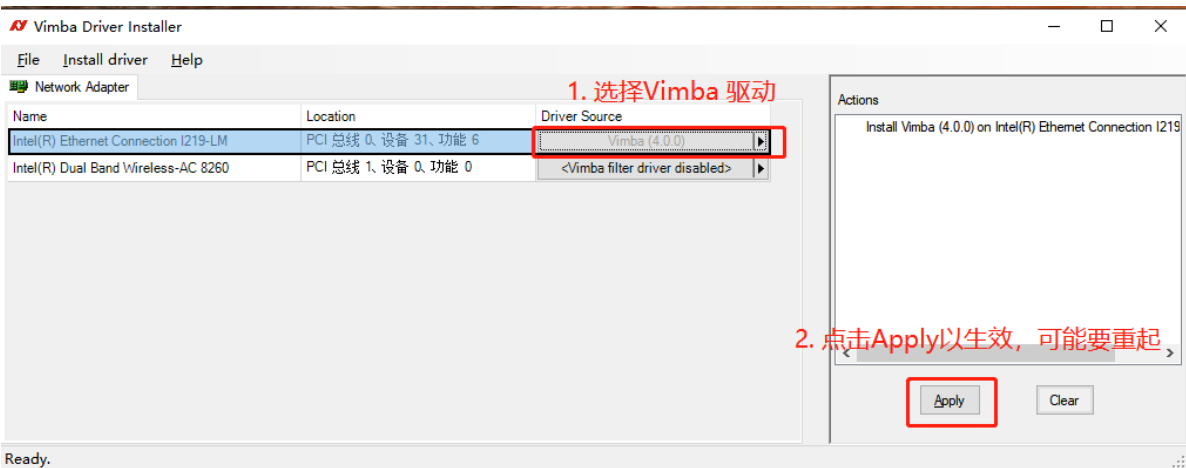 Vimba Driver Installer
File Install driver Help
Network Adapter
1. 选择Vimba 驱动
Name Location Driver Source
Intel(R) Ethernet Connection I219-LM PCI 总线 0、设备 31、功能 6 Vimba (4.0.0)
Intel(R) Dual Band Wireless-AC 8260 PCI 总线 1、设备 0、功能 0 <Vimba filter driver disabled>
Actions
Install Vimba (4.0.0) on Intel(R) Ethernet Connection I219
2. 点击Apply以生效，可能要重起
Apply Clear
Ready.